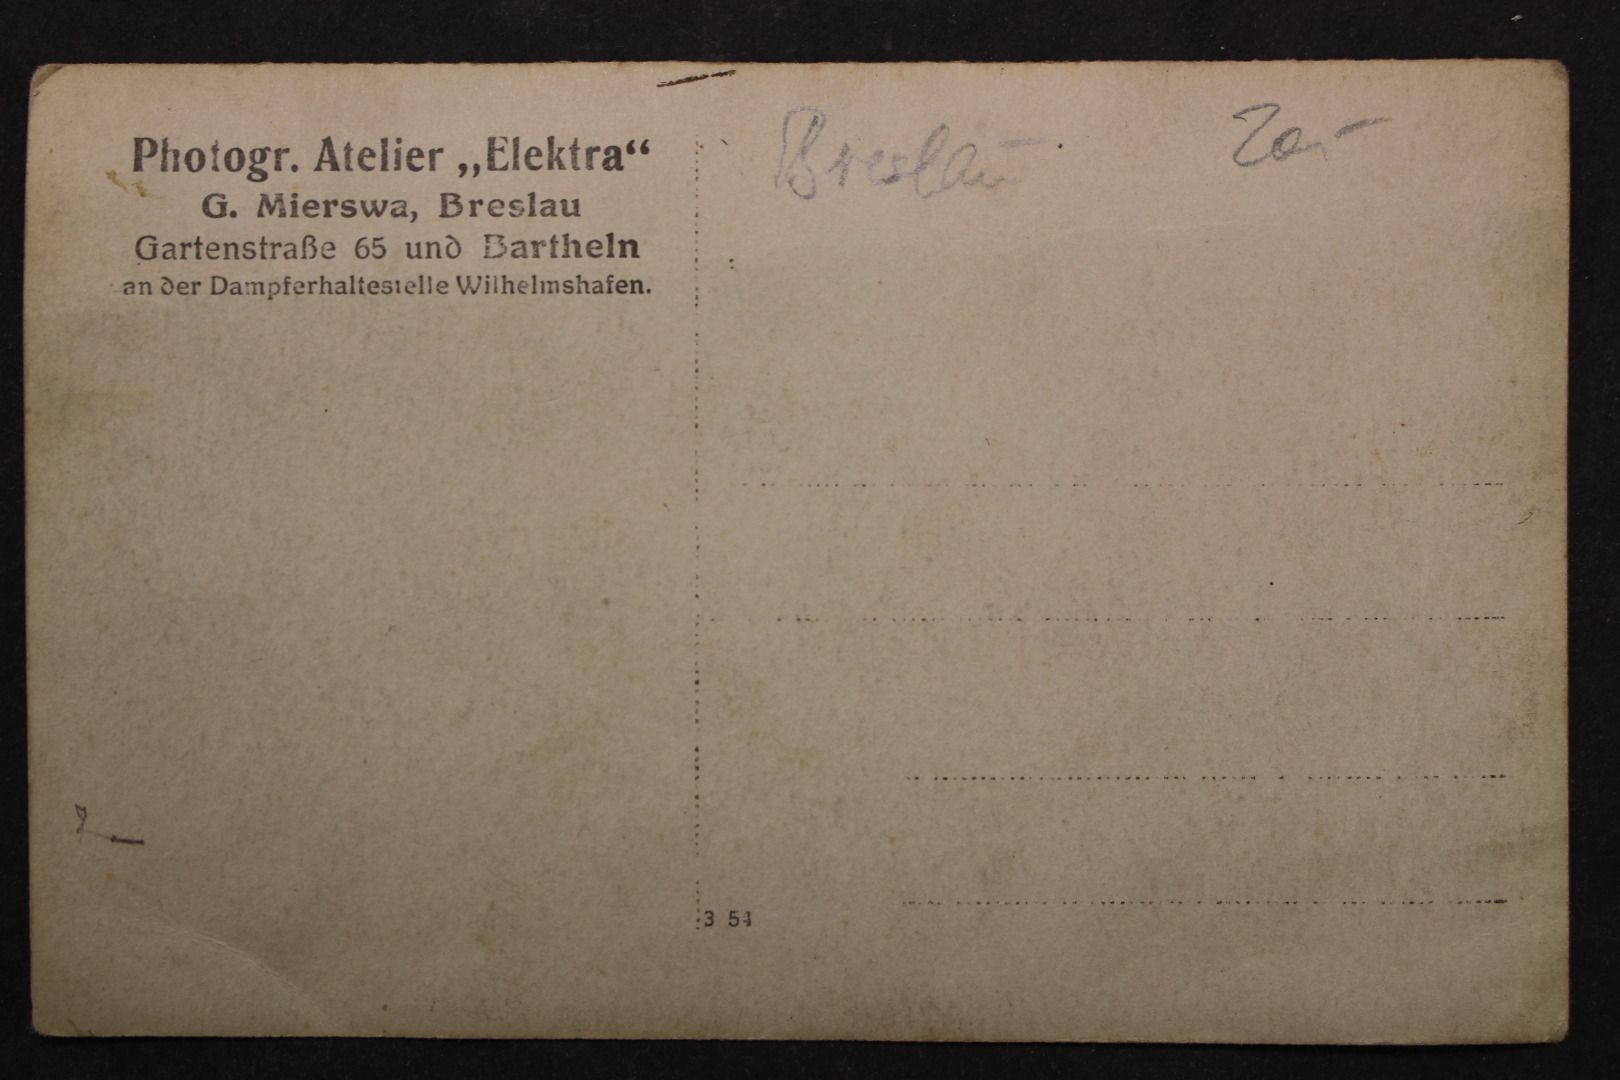 Photogr. Atelier „Elektra“
G. Mierswa, Breslau
Gartenstraße 65 und Bartheln
an der Dampferhaltestelle Wilhelmshafen.
Breslau
3 54